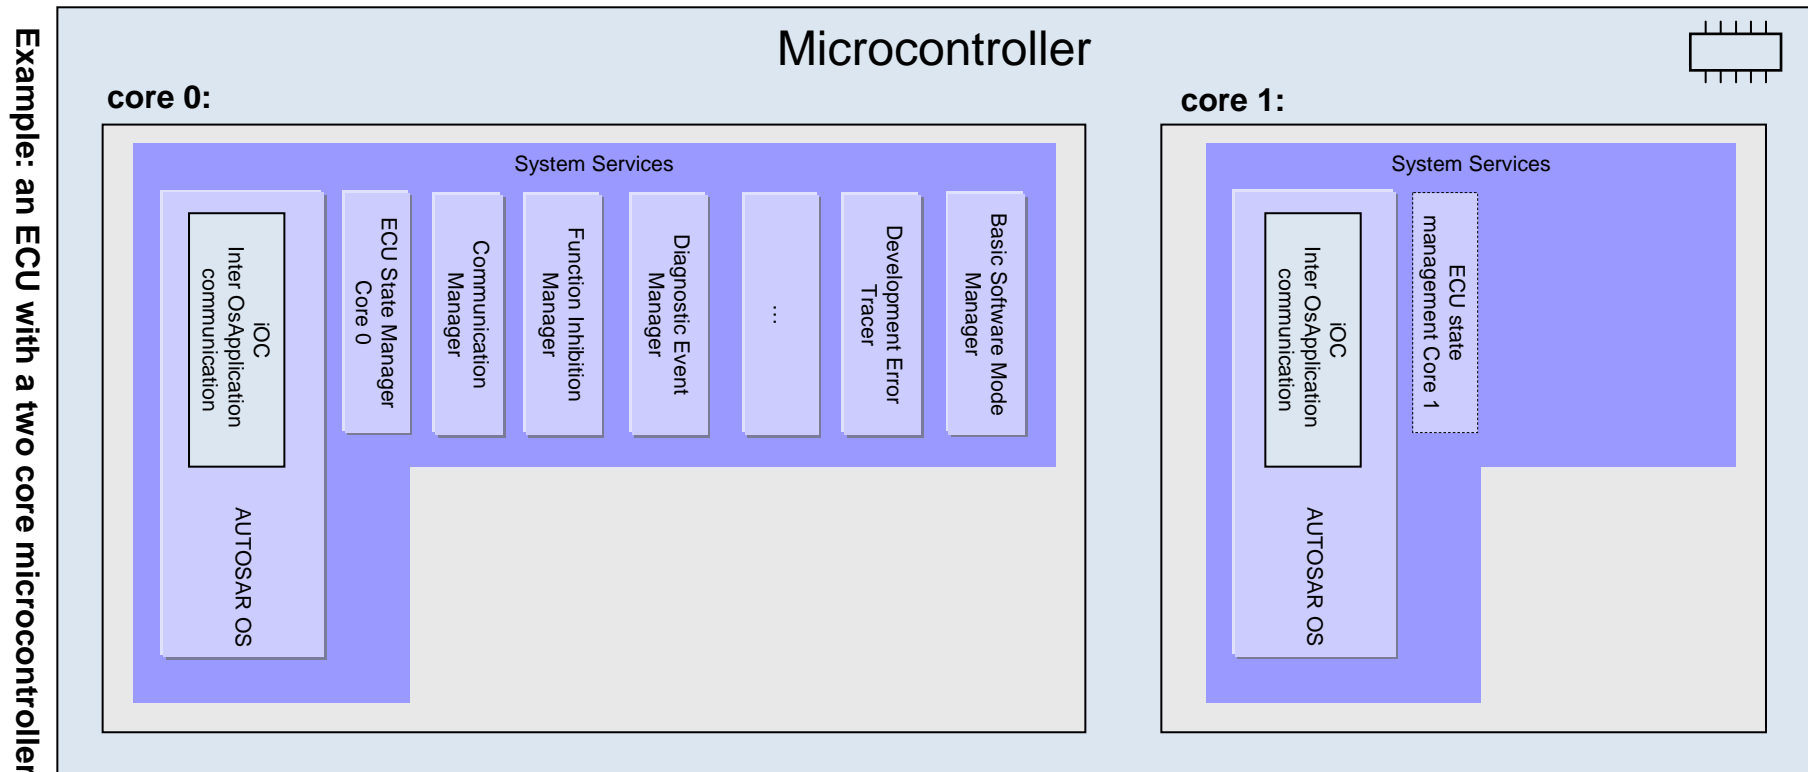 Example: an ECU with a two core microcontroller
Microcontroller
core 0:
System Services
iOC
Inter OsApplication
communication
AUTOSAR OS
ECU State Manager
Core 0
Communication
Manager
Function Inhibition
Manager
Diagnostic Event
Manager
...
Development Error
Tracer
Basic Software Mode
Manager
core 1:
System Services
iOC
Inter OsApplication
communication
AUTOSAR OS
ECU state
management Core 1